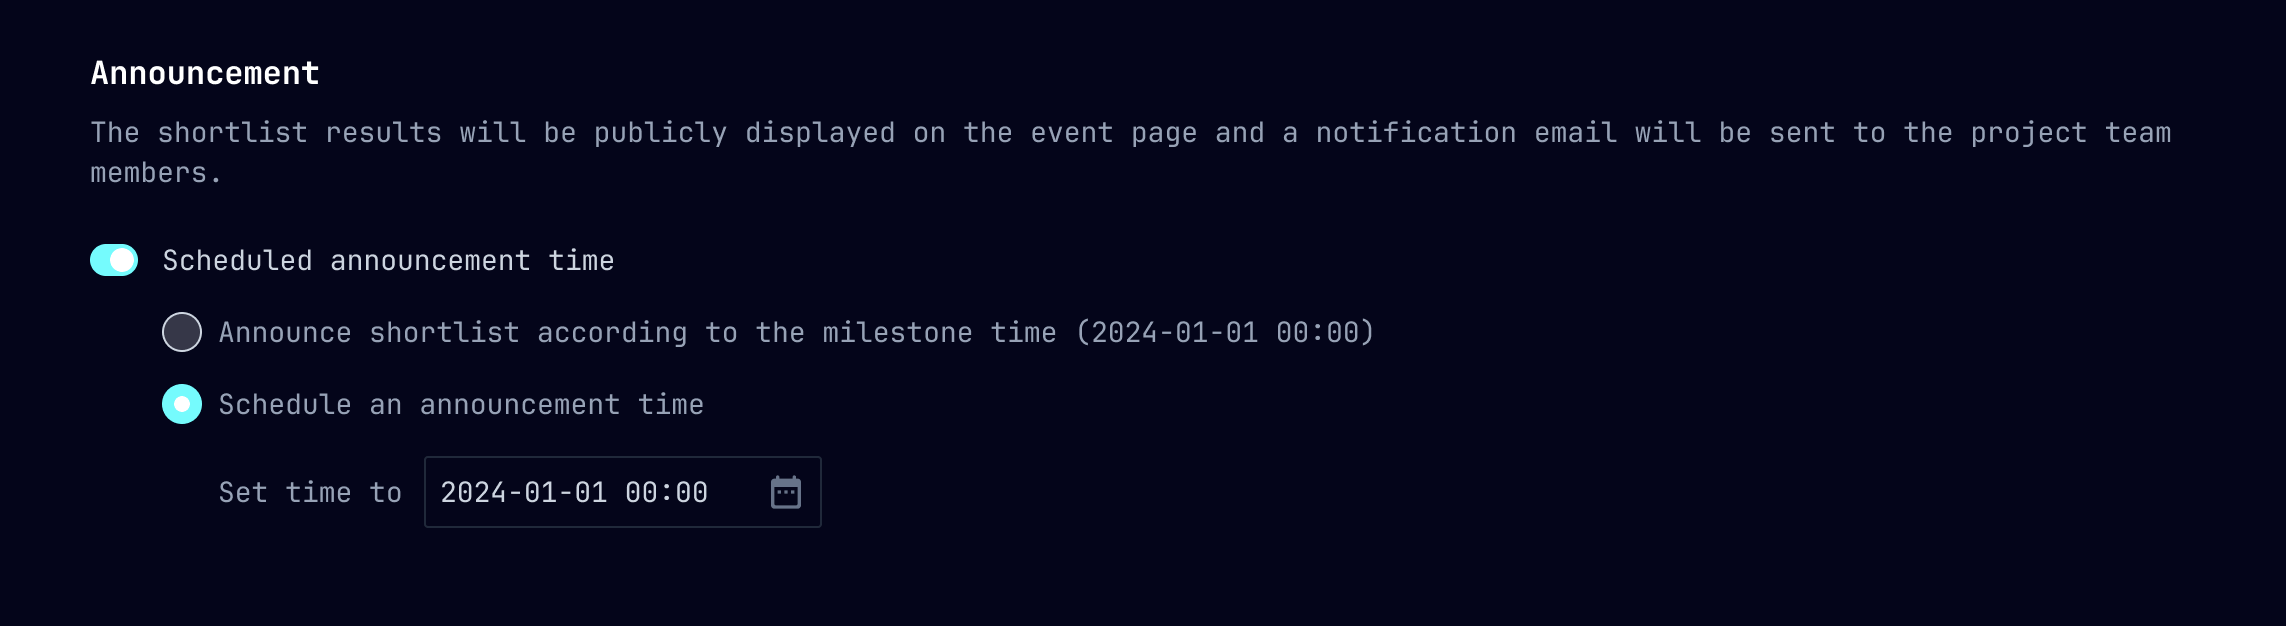 Announcement
The shortlist results will be publicly displayed on the event page and a notification email will be sent to the project team
members.
Scheduled announcement time
Announce shortlist according to the milestone time (2024-01-01 00:00)
Schedule an announcement time
Set time to 2024-01-01 00:00